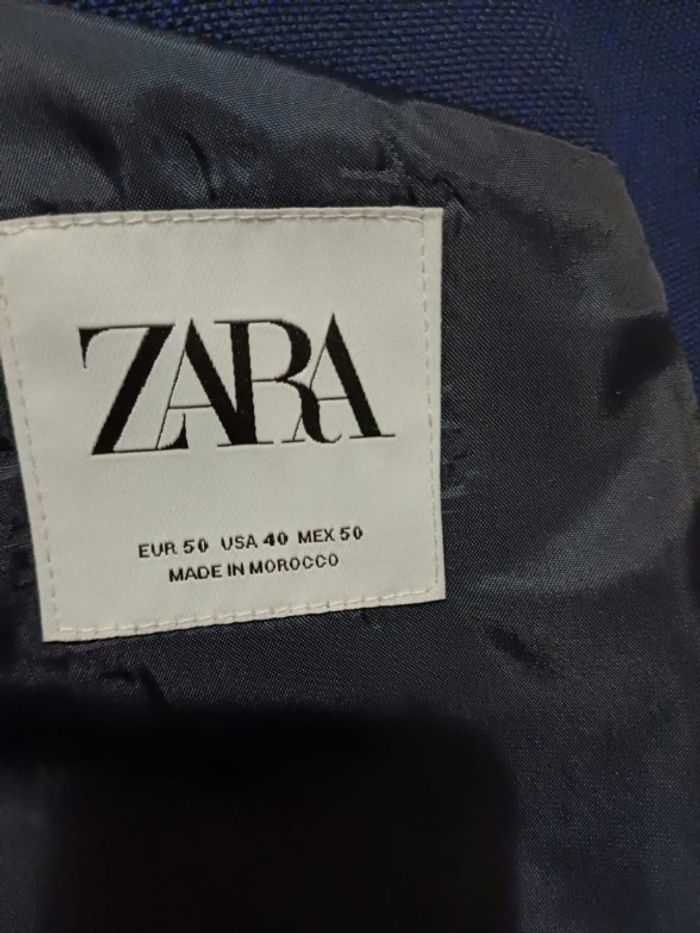 ZARA
EUR 50 USA 40 MEX 50
MADE IN MOROCCO